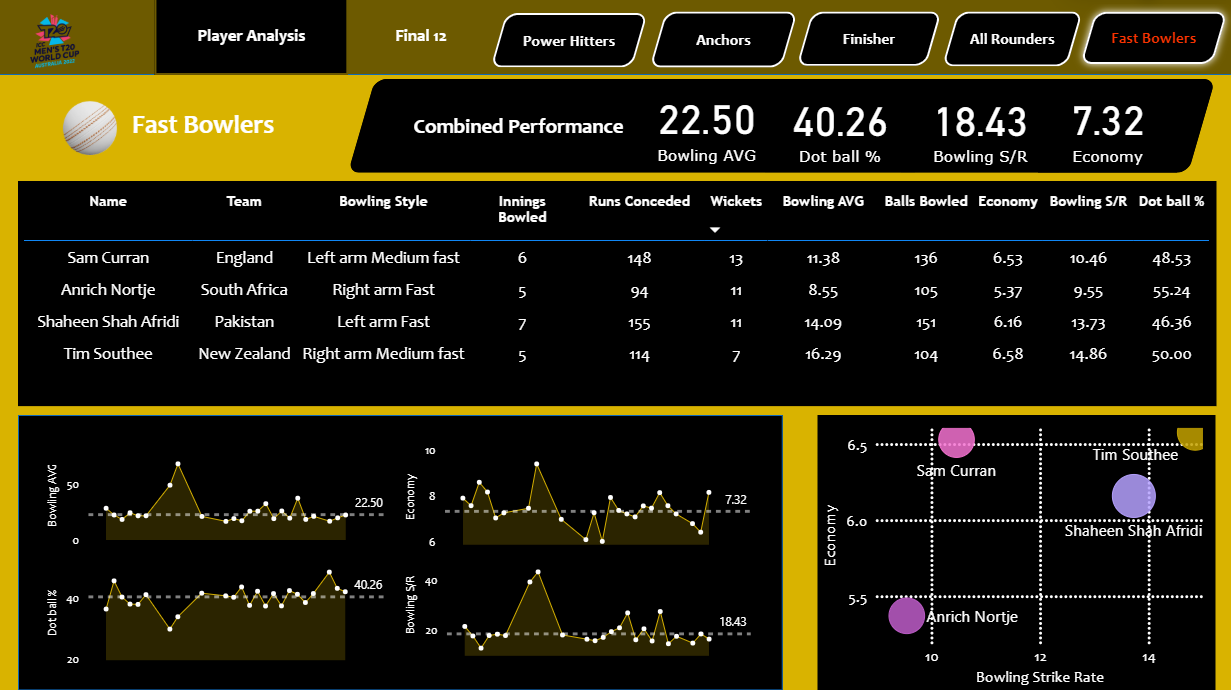 T20
ICC
MEN'S T20
WORLD CUP
AUSTRALIA 2022
Player Analysis
Final 12
Power Hitters
Anchors
Finisher
All Rounders
Fast Bowlers
Fast Bowlers
Combined Performance
22.50
Bowling AVG
40.26
Dot ball %
18.43
Bowling S/R
7.32
Economy
Name Team Bowling Style Innings Bowled Runs Conceded Wickets Bowling AVG Balls Bowled Economy Bowling S/R Dot ball %
Sam Curran England Left arm Medium fast 6 148 13 11.38 136 6.53 10.46 48.53
Anrich Nortje South Africa Right arm Fast 5 94 11 8.55 105 5.37 9.55 55.24
Shaheen Shah Afridi Pakistan Left arm Fast 7 155 11 14.09 151 6.16 13.73 46.36
Tim Southee New Zealand Right arm Medium fast 5 114 7 16.29 104 6.58 14.86 50.00
Bowling AVG
50
0
22.50
Economy
10
8
6
7.32
Dot ball %
40
20
40.26
Bowling S/R
40
20
18.43
Economy
6.5
6.0
5.5
Sam Curran
Tim Southee
Shaheen Shah Afridi
Anrich Nortje
10 12 14
Bowling Strike Rate